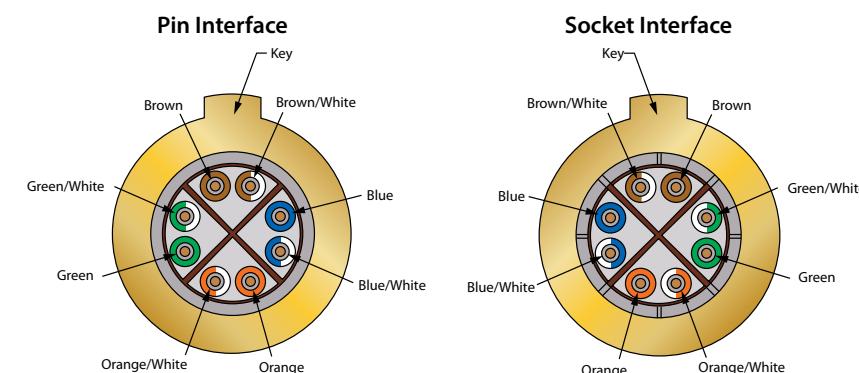 Pin Interface
Key
Brown
Brown/White
Green/White
Blue
Green
Blue/White
Orange/White
Orange
Socket Interface
Key
Brown/White
Brown
Blue
Green/Whit
Blue/White
Green
Orange
Orange/White